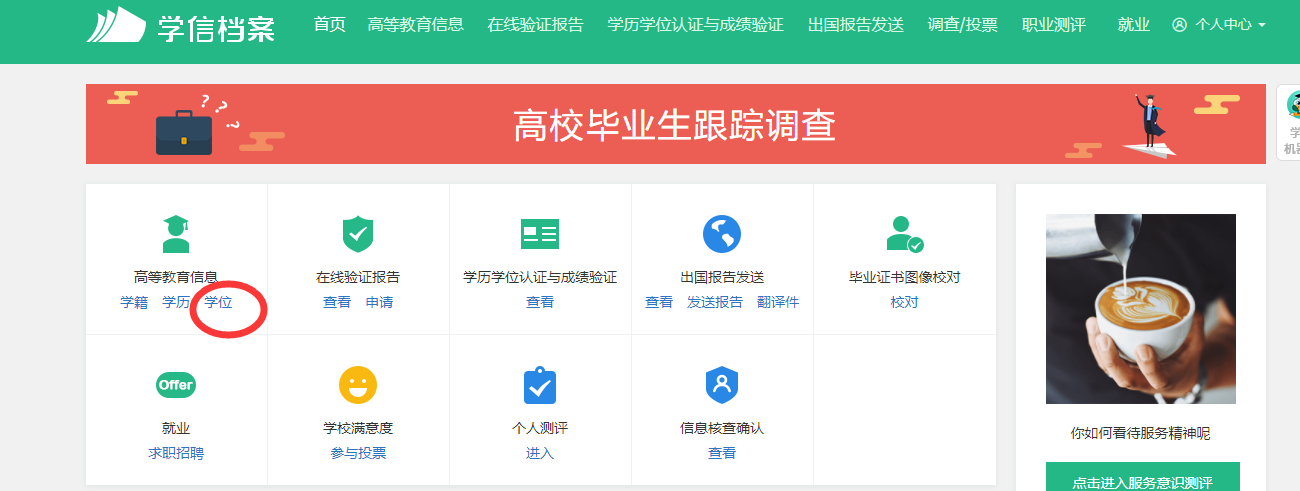 学信档案 首页 高等教育信息 在线验证报告 学历学位认证与成绩验证 出国报告发送 调查/投票 职业测评 就业 个人中心
? ? ?
高校毕业生跟踪调查
学
机器
高等教育信息
学籍 学历 学位
在线验证报告
查看 申请
学历学位认证与成绩验证
查看
出国报告发送
查看 发送报告 翻译件
毕业证书图像校对
校对
Offer
就业
求职招聘
学校满意度
参与投票
个人测评
进入
信息核查确认
查看
你如何看待服务精神呢
点击进入服务意识测评